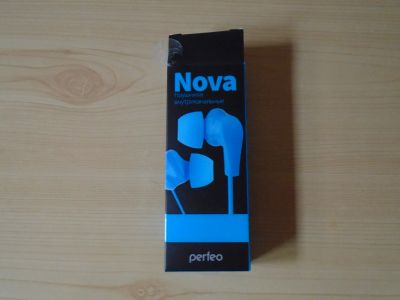 Nova
Наушники
внутриканальные
perfeo